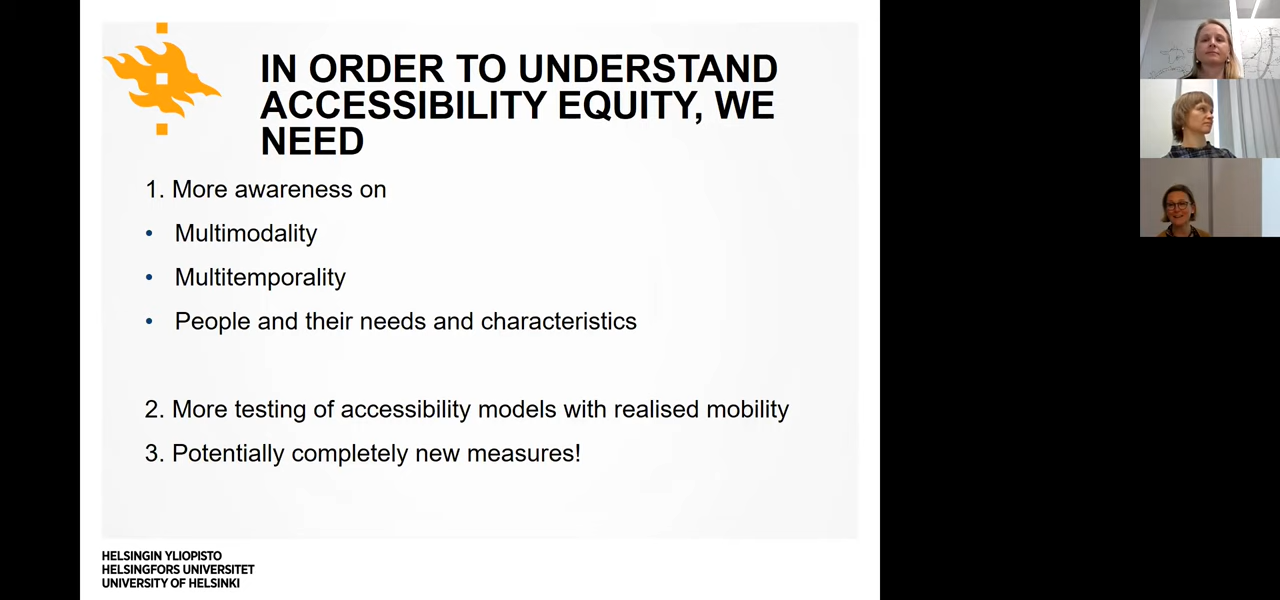 IN ORDER TO UNDERSTAND
ACCESSIBILITY EQUITY, WE
NEED
1. More awareness on
• Multimodality
• Multitemporality
• People and their needs and characteristics
2. More testing of accessibility models with realised mobility
3. Potentially completely new measures!
HELSINGIN YLIOPISTO
HELSINGFORS UNIVERSITET
UNIVERSITY OF HELSINKI